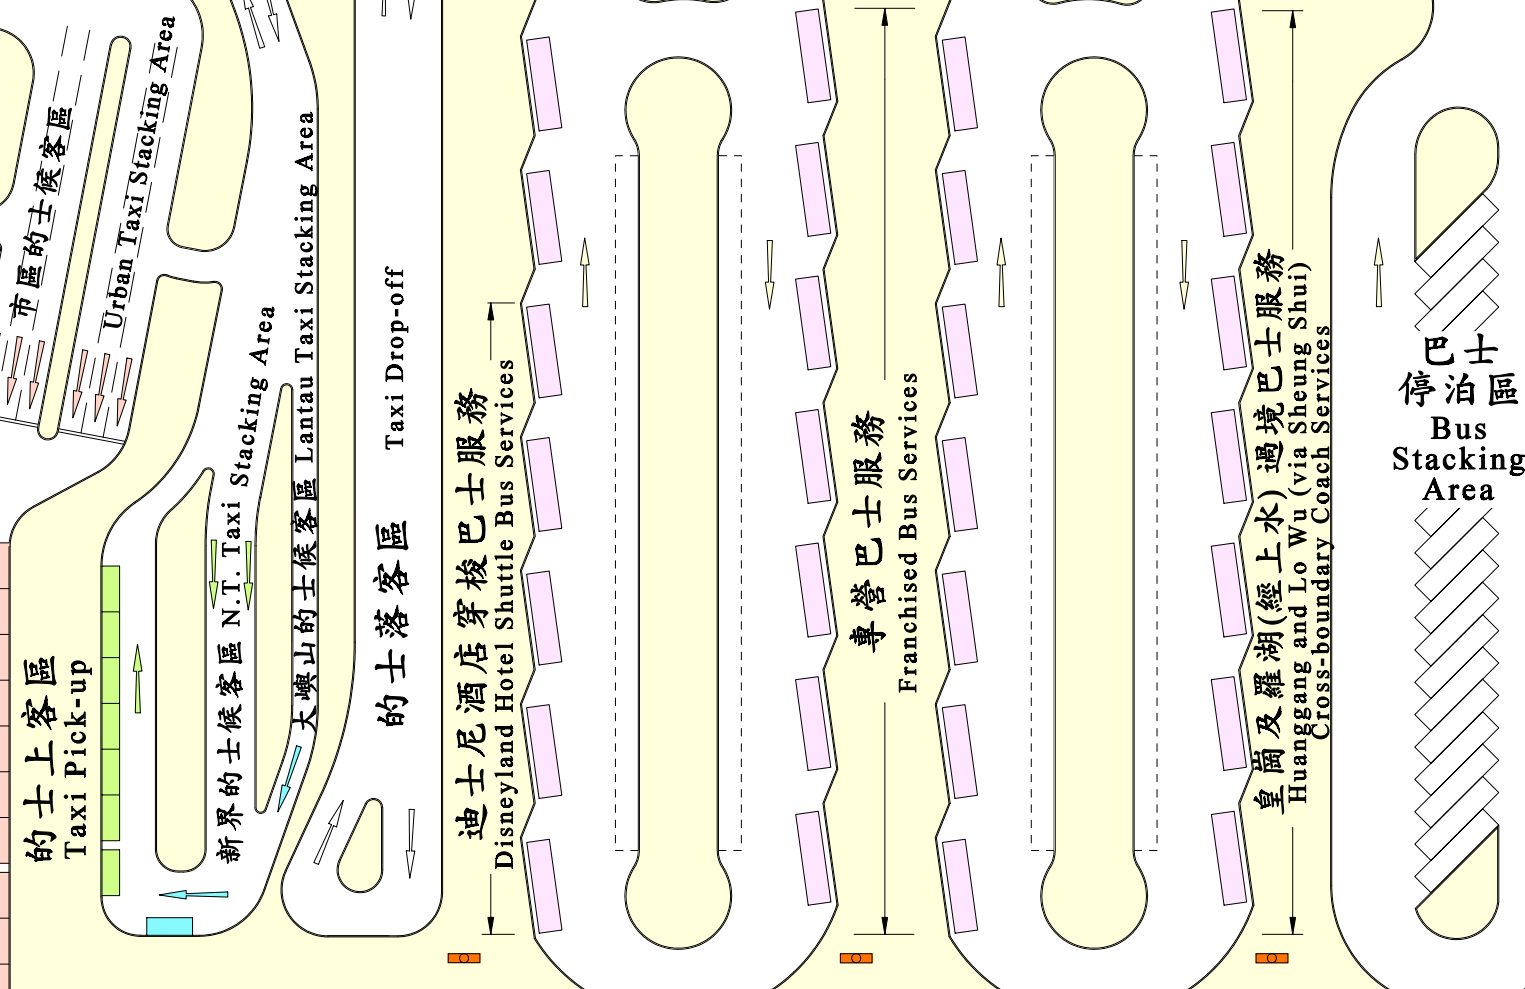 市區的士候客區
Urban Taxi Stacking Area
的士上客區
Taxi Pick-up
新界的士候客區 N.T. Taxi Stacking Area
大嶼山的士候客區 Lantau Taxi Stacking Area
的士落客區
Taxi Drop-off
迪士尼酒店穿梭巴士服務
Disneyland Hotel Shuttle Bus Services
專營巴士服務
Franchised Bus Services
皇崗及羅湖(經上水) 過境巴士服務
Huanggang and Lo Wu (via Sheung Shui)
Cross-boundary Coach Services
巴士
停泊區
Bus
Stacking
Area